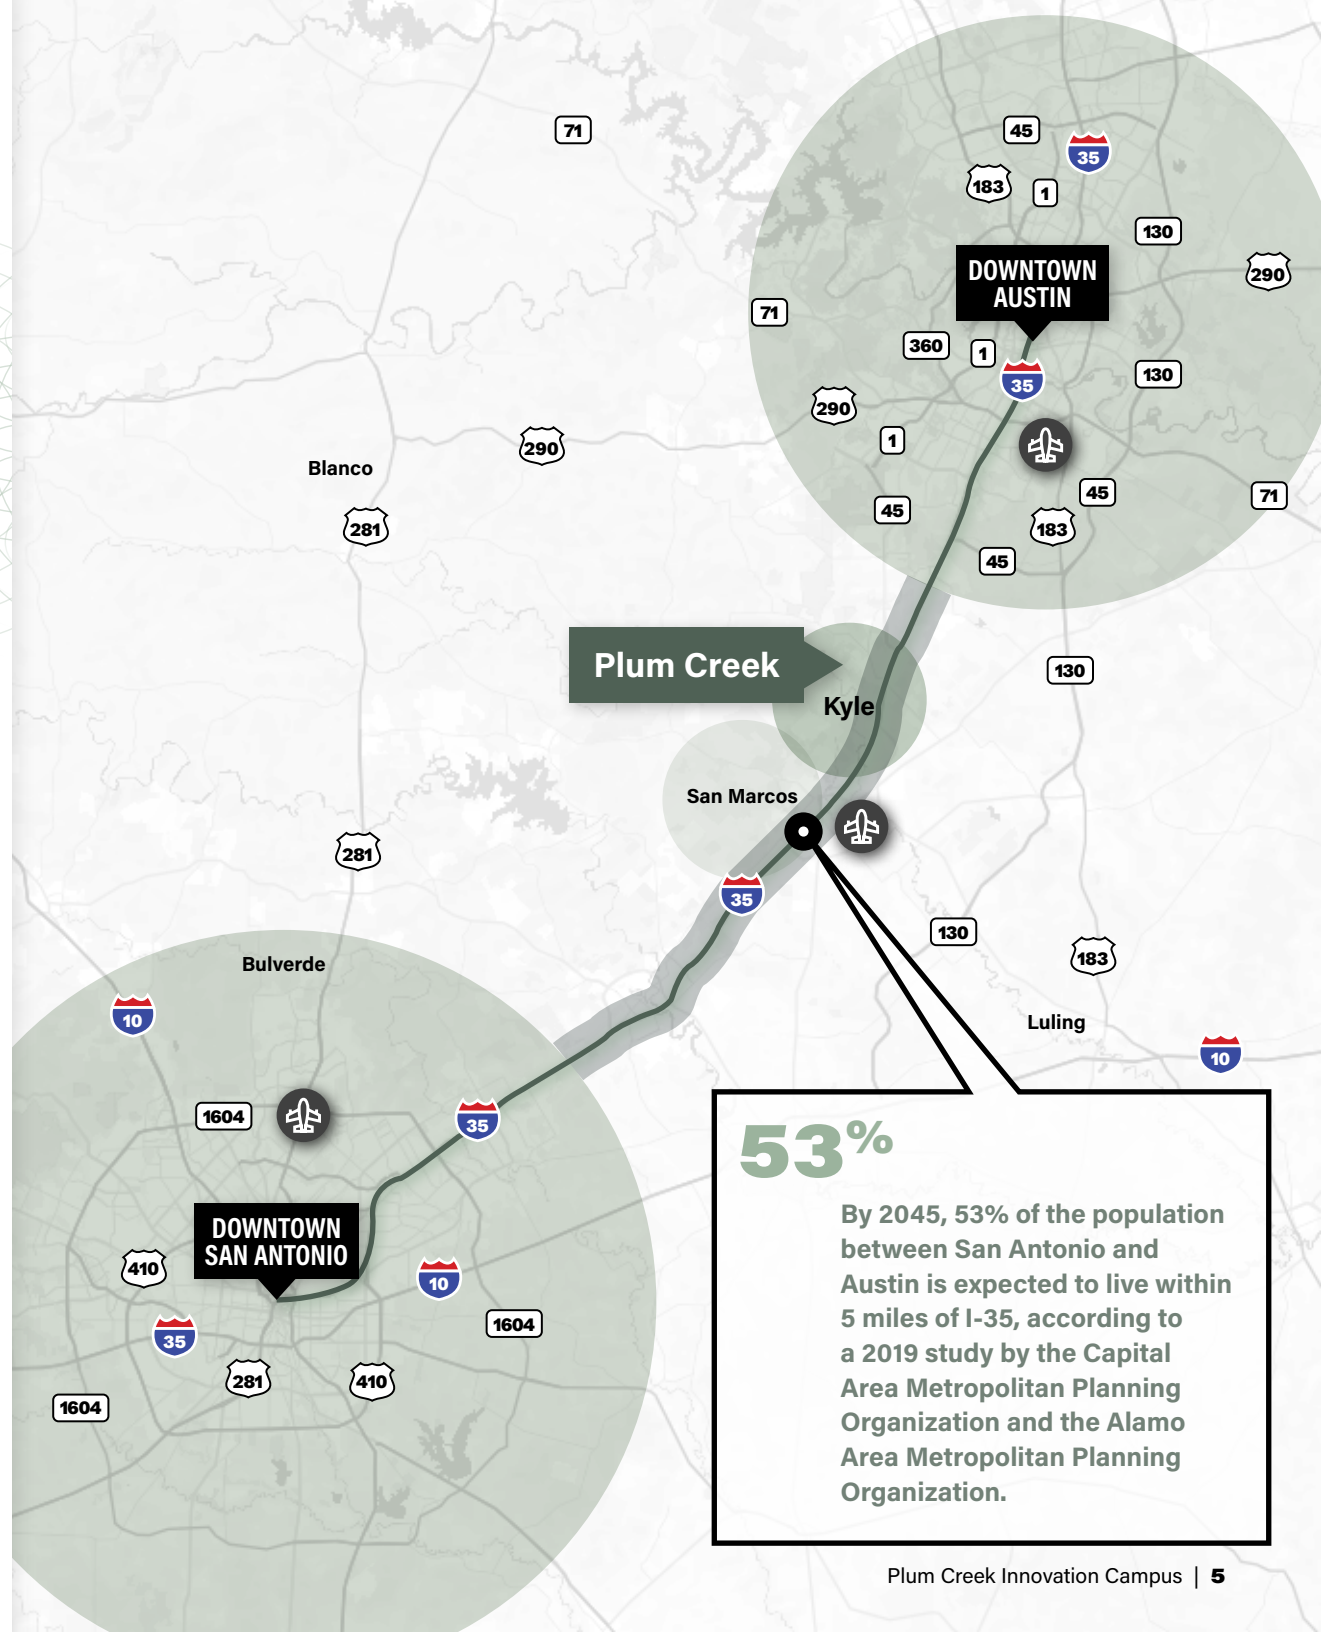 71
45
35
183
1
130
DOWNTOWN
AUSTIN
290
71
360
1
35
130
290
1
290
Blanco
45
45
71
281
183
45
Plum Creek
130
Kyle
San Marcos
281
35
130
183
Bulverde
10
Luling
10
1604
35
53%
By 2045, 53% of the population
between San Antonio and
Austin is expected to live within
5 miles of I-35, according to
a 2019 study by the Capital
Area Metropolitan Planning
Organization and the Alamo
Area Metropolitan Planning
Organization.
DOWNTOWN
SAN ANTONIO
410
10
35
1604
281
410
1604
Plum Creek Innovation Campus | 5